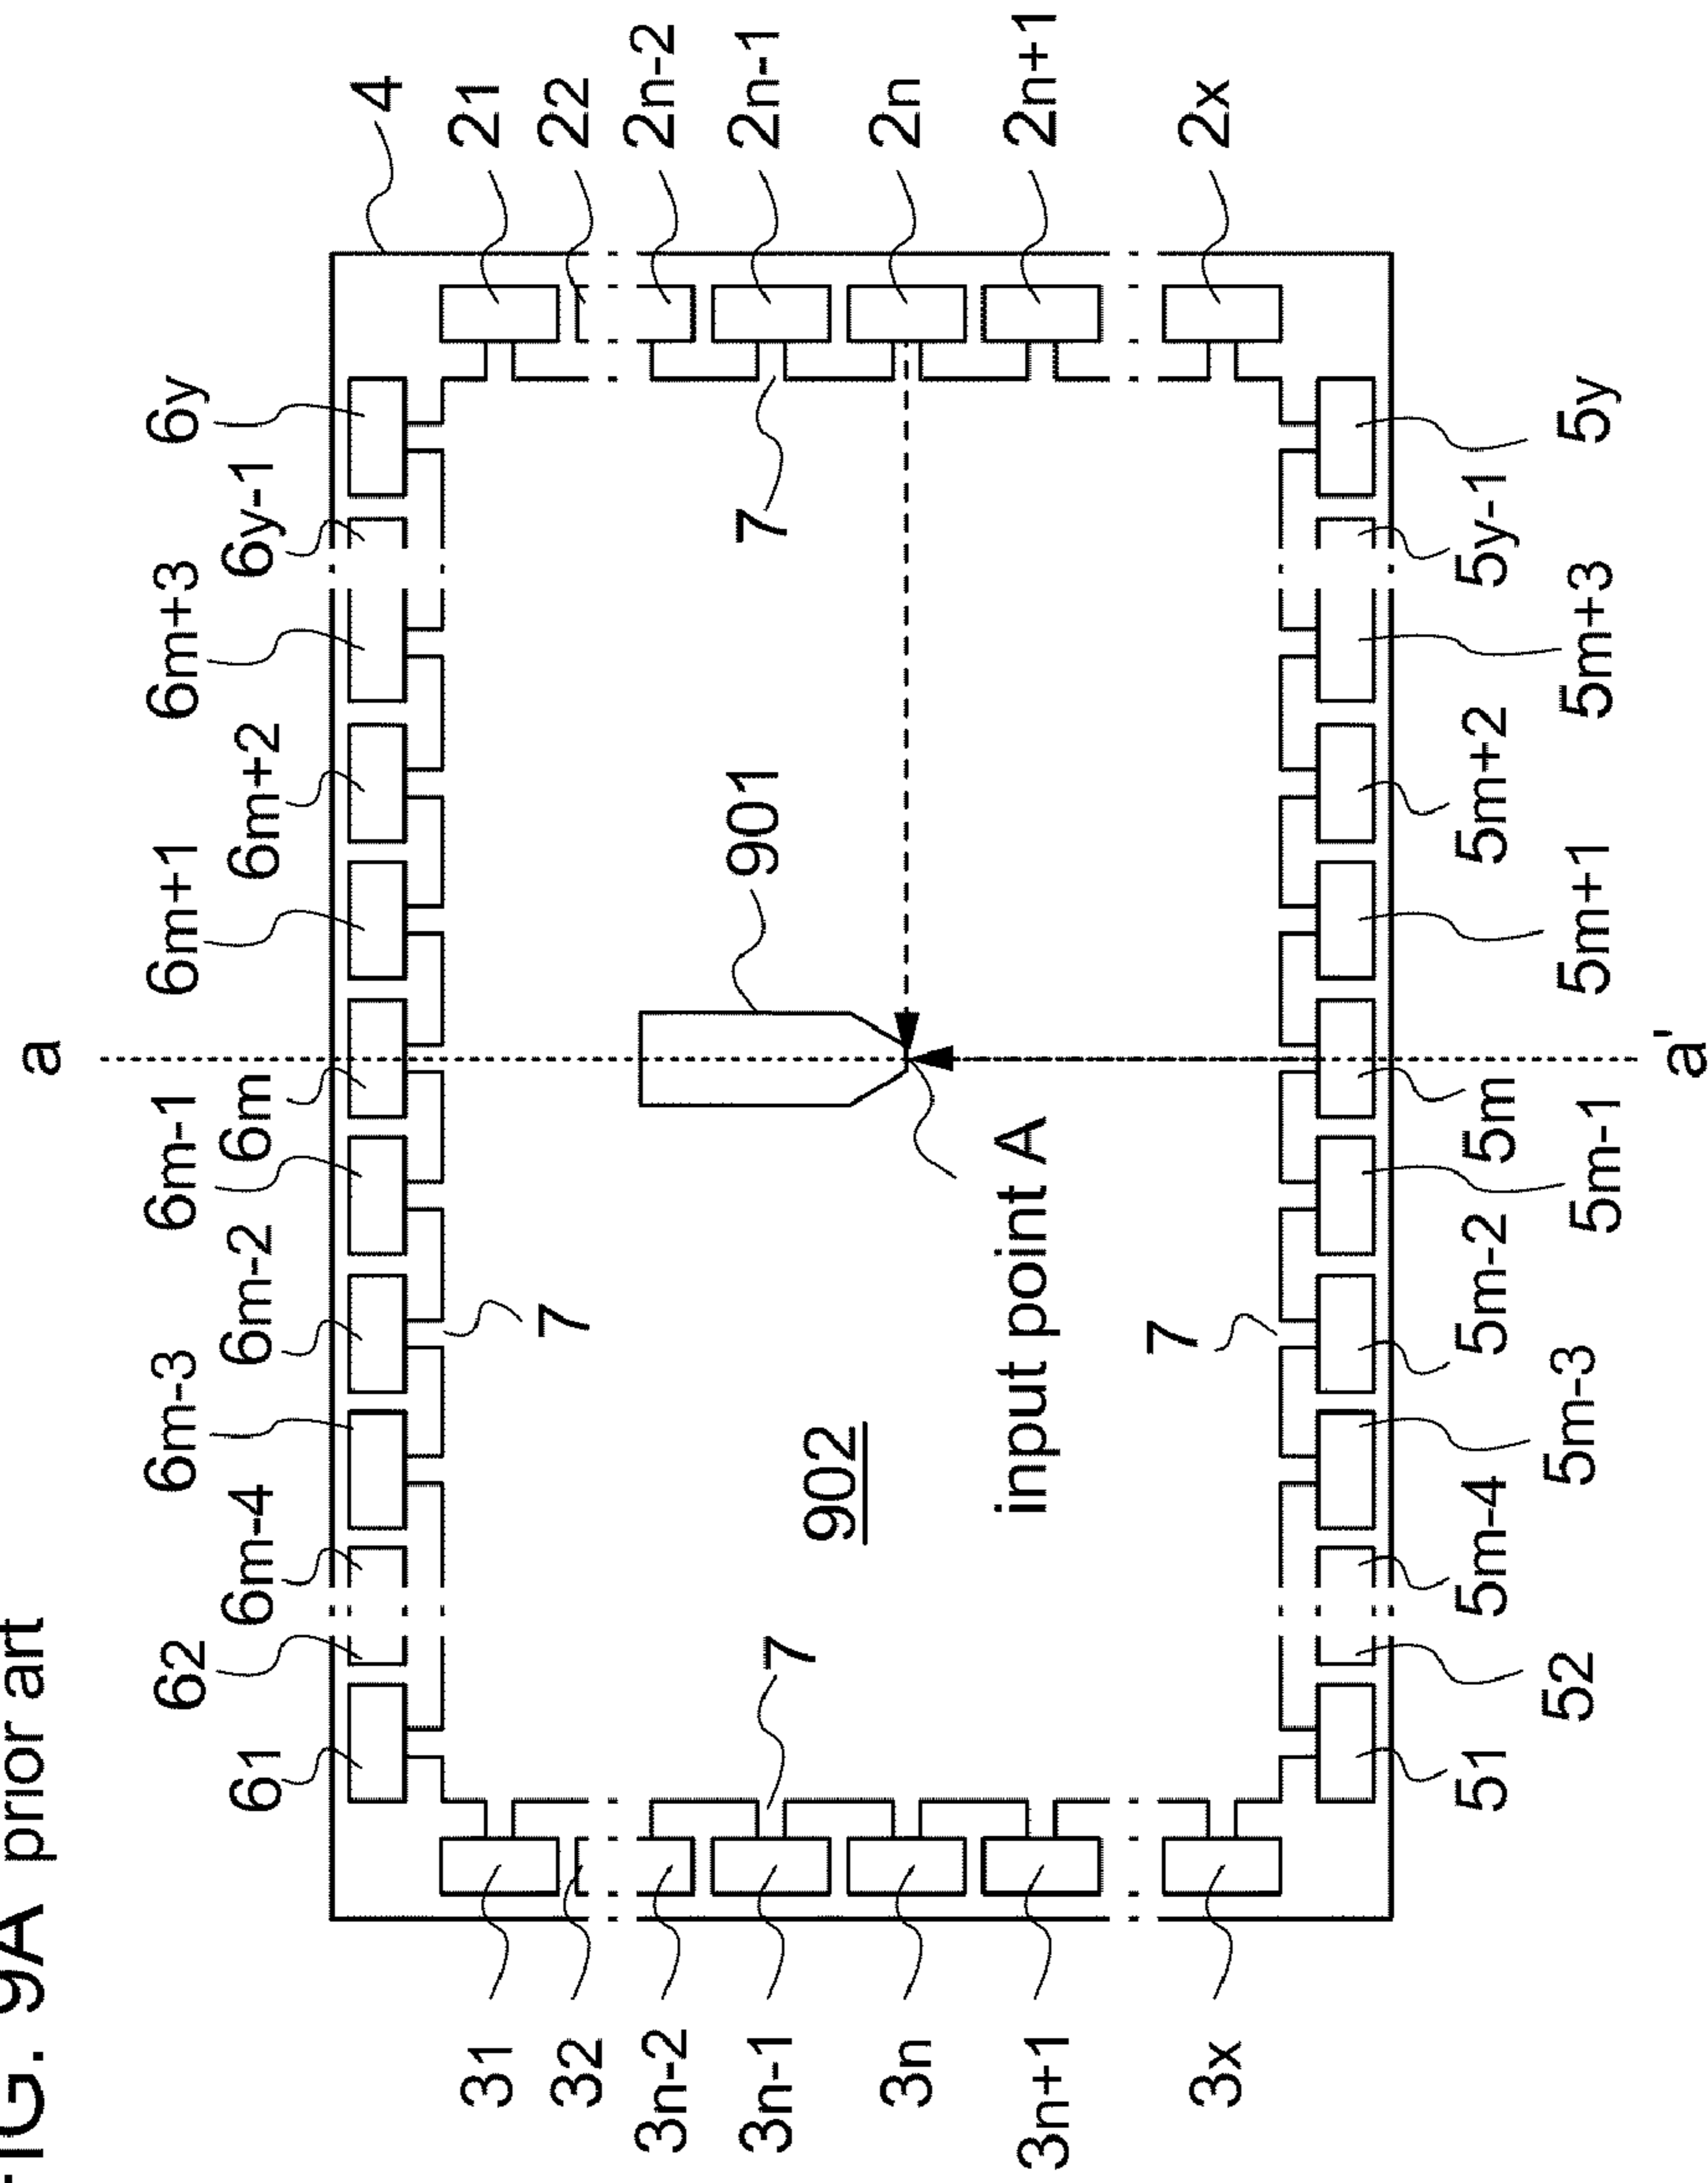 FIG. 9A prior art
a
61
62
6m-4
6m-3
6m-2
6m-1
6m
6m+1
6m+2
6m+3
6y-1
6y
4
31
32
3n-2
3n-1
3n
3n+1
3x
7
7
7
7
901
902
input point A
21
22
2n-2
2n-1
2n
2n+1
2x
51
52
5m-4
5m-3
5m-2
5m-1
5m
5m+1
5m+2
5m+3
5y-1
5y
a'